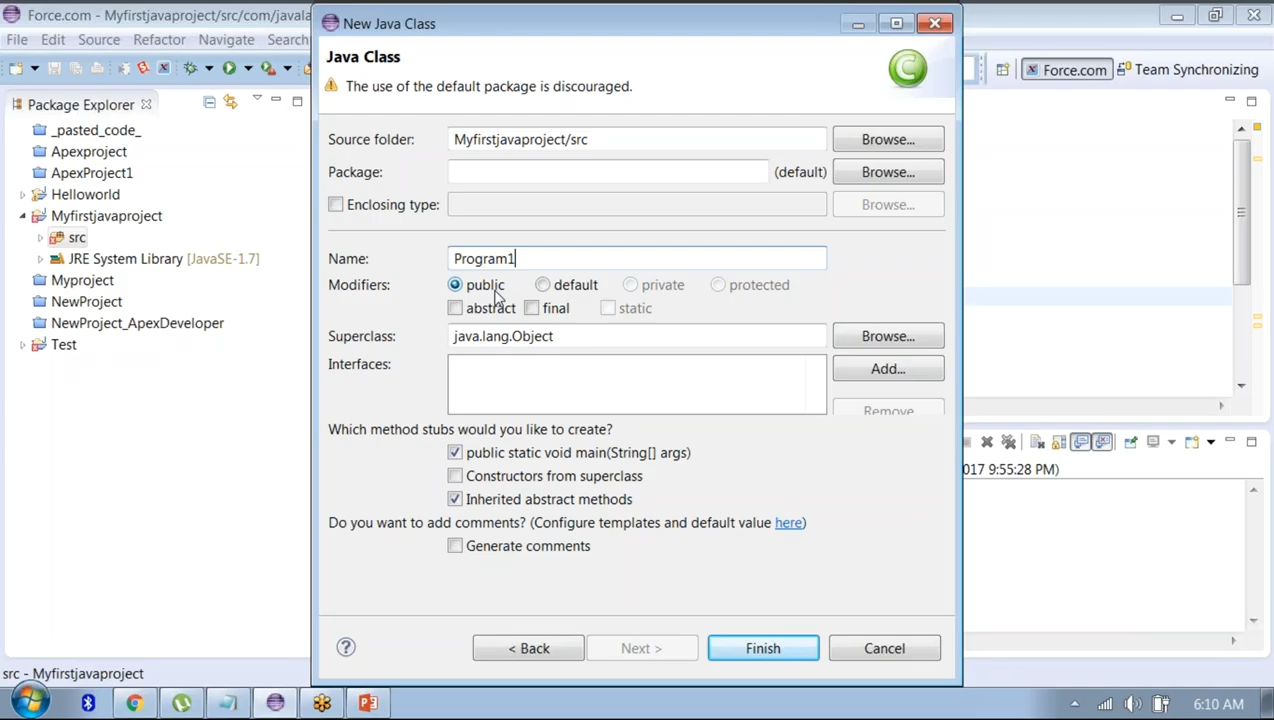 Force.com - Myfirstjavaproject/src/com/javala
New Java Class
File Edit Source Refactor Navigate Search
Java Class
The use of the default package is discouraged.
Force.com
Team Synchronizing
Package Explorer
_pasted_code_
Apexproject
ApexProject1
Helloworld
Myfirstjavaproject
src
JRE System Library [JavaSE-1.7]
Myproject
NewProject
NewProject_ApexDeveloper
Test
Source folder: Myfirstjavaproject/src Browse...
Package: (default) Browse...
Enclosing type: Browse...
Name: Program1
Modifiers: public default private protected
abstract final static
Superclass: java.lang.Object Browse...
Interfaces: Add...
Remove
Which method stubs would you like to create?
public static void main(String[] args)
Constructors from superclass
Inherited abstract methods
Do you want to add comments? (Configure templates and default value here)
Generate comments
017 9:55:28 PM)
< Back Next > Finish Cancel
src - Myfirstjavaproject
6:10 AM